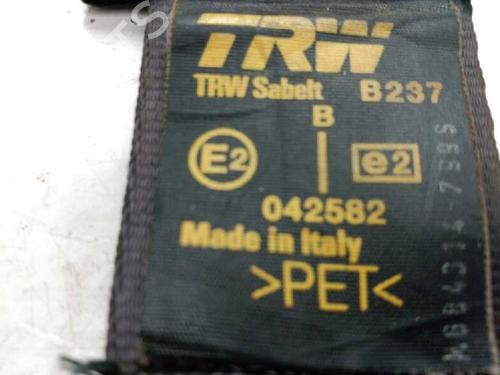 TRW
TRW Sabelt B237
B
E2
e2
042582
Made in Italy
>PET<